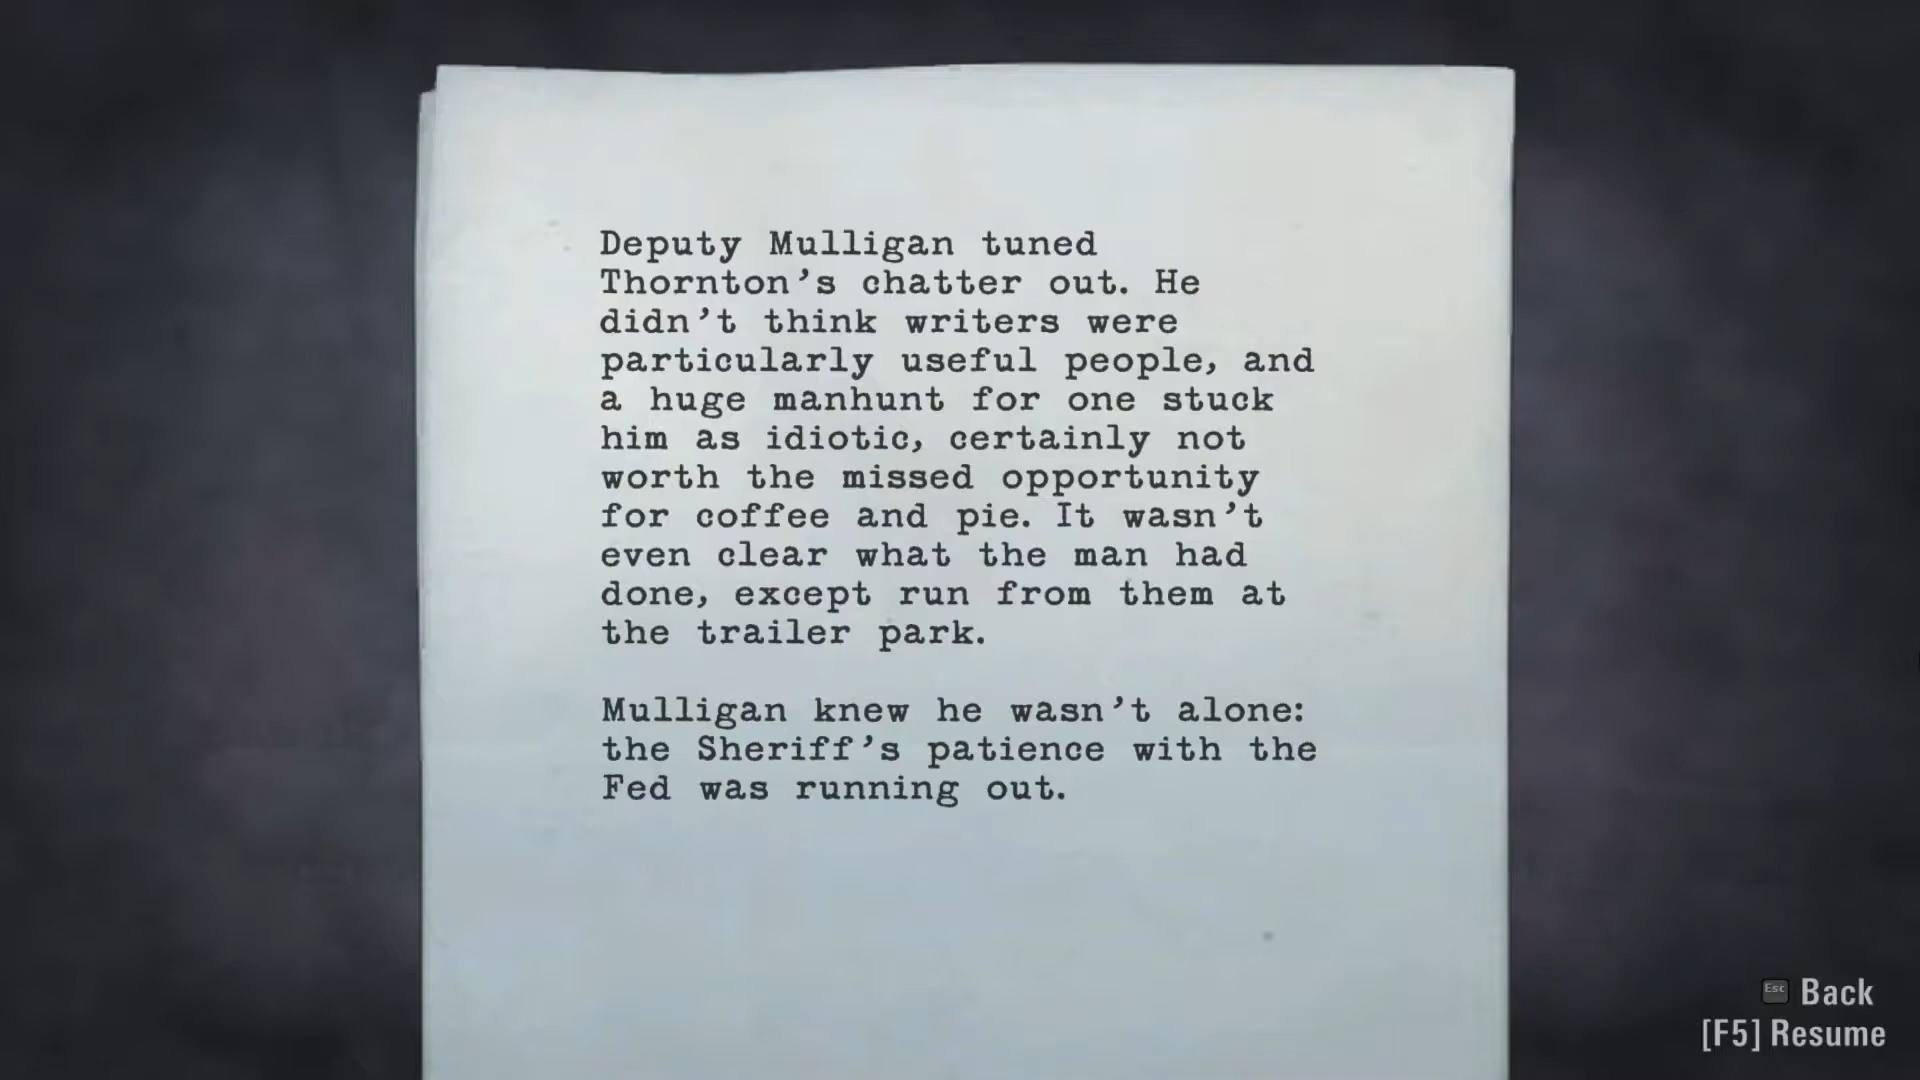 Deputy Mulligan tuned
Thornton’s chatter out. He
didn’t think writers were
particularly useful people, and
a huge manhunt for one stuck
him as idiotic, certainly not
worth the missed opportunity
for coffee and pie. It wasn’t
even clear what the man had
done, except run from them at
the trailer park.
Mulligan knew he wasn’t alone:
the Sheriff’s patience with the
Fed was running out.
Esc Back
[F5] Resume